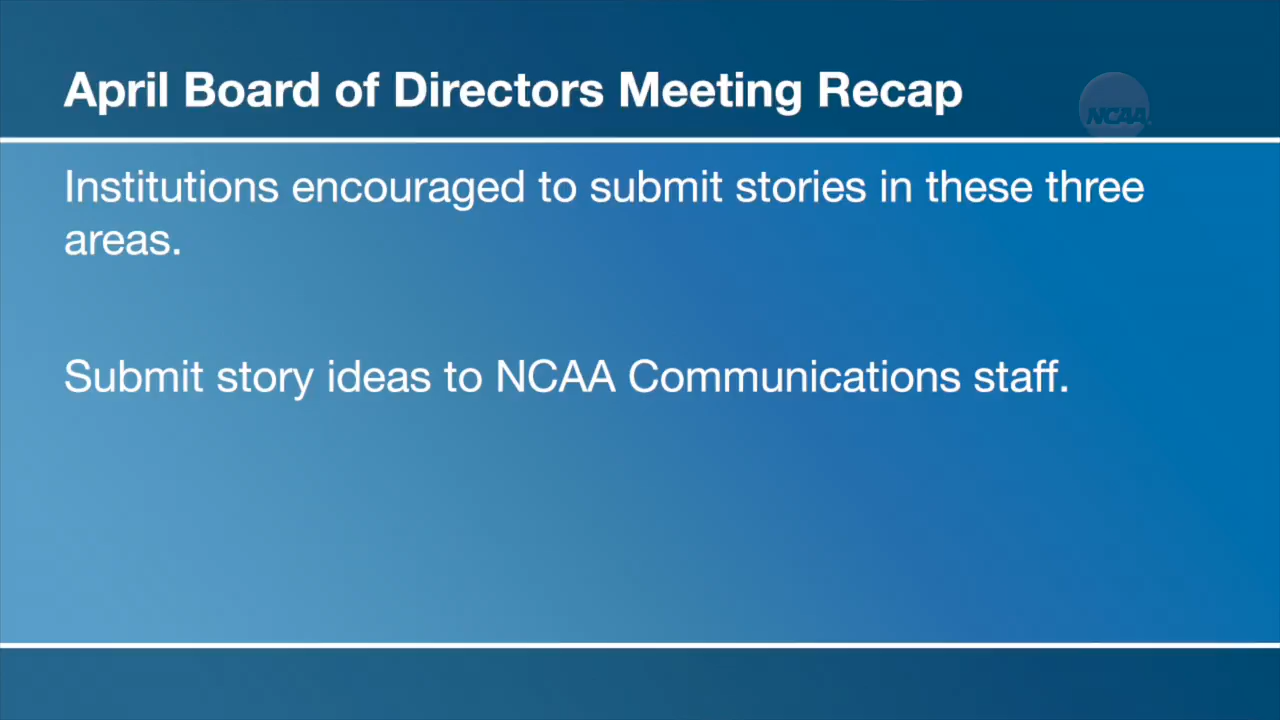 April Board of Directors Meeting Recap
NCAA
Institutions encouraged to submit stories in these three
areas.
Submit story ideas to NCAA Communications staff.